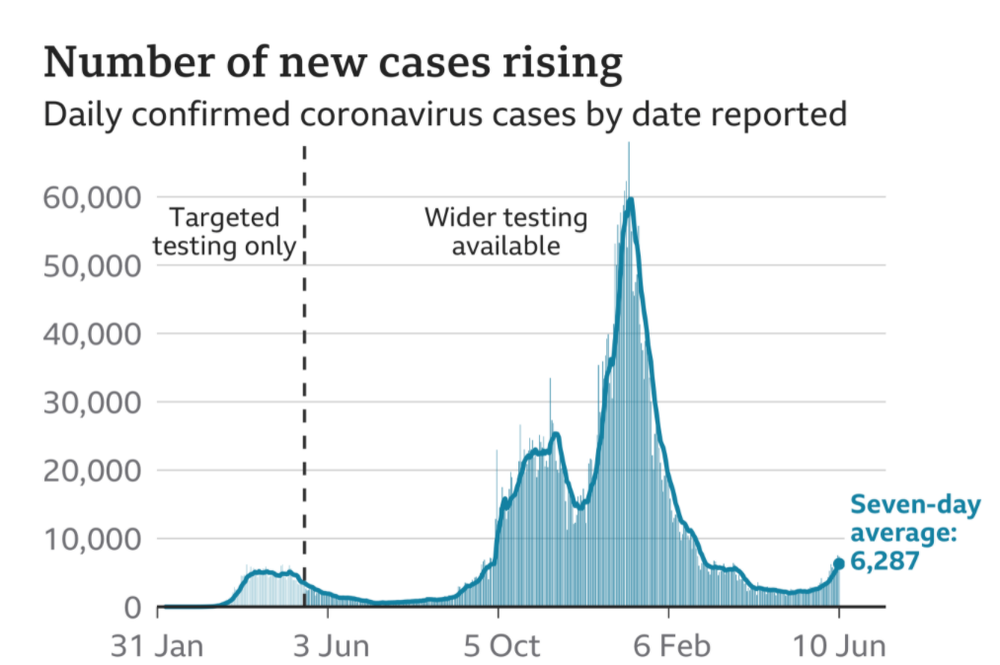 Number of new cases rising
Daily confirmed coronavirus cases by date reported
60,000
50,000
40,000
30,000
20,000
10,000
0
Targeted
testing only
Wider testing
available
Seven-day
average:
6,287
31 Jan
3 Jun
5 Oct
6 Feb
10 Jun